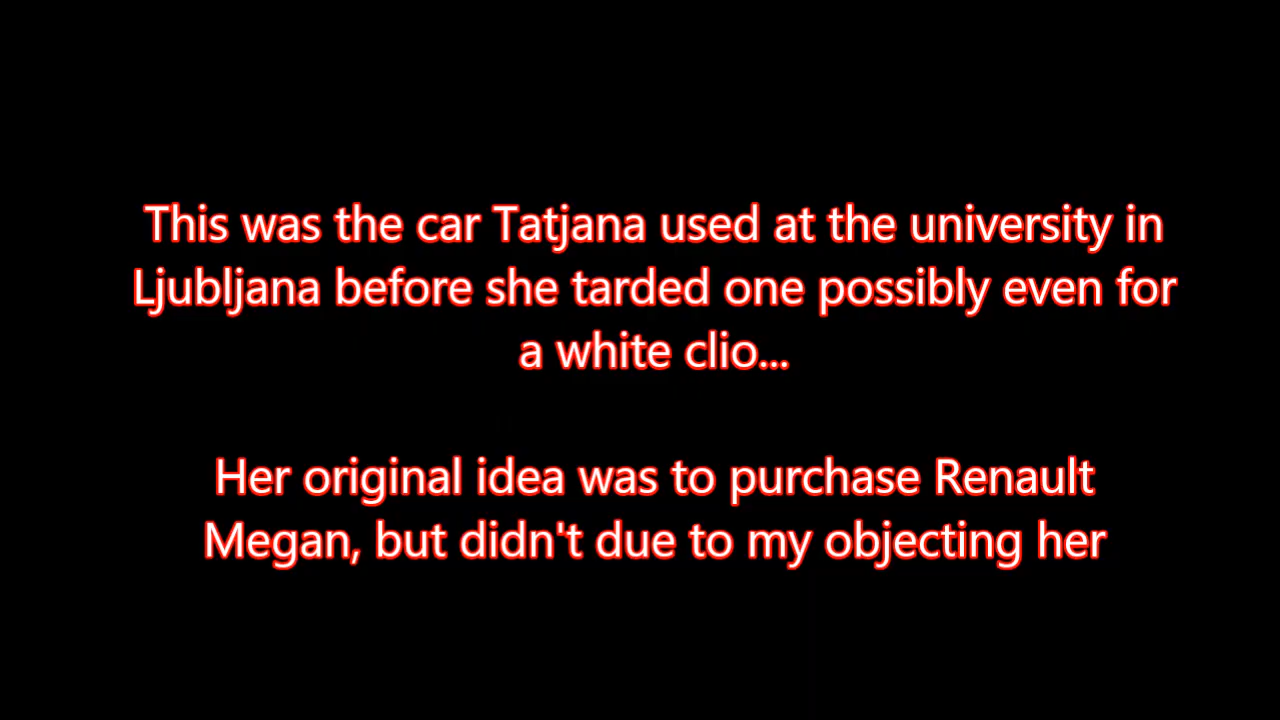 This was the car Tatjana used at the university in
Ljubljana before she tarded one possibly even for
a white clio...
Her original idea was to purchase Renault
Megan, but didn't due to my objecting her